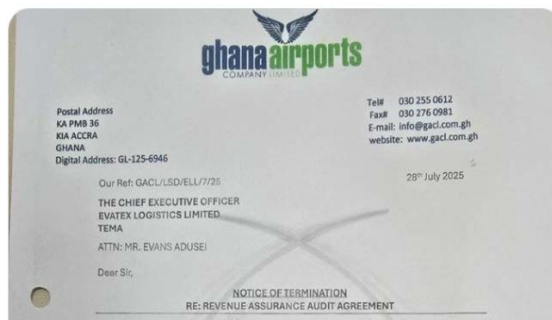 ghanaairports
COMPANY LIMITED
Postal Address
KA PMB 36
KIA ACCRA
GHANA
Digital Address: GL-125-6946
Tel# 030 255 0612
Fax# 030 276 0981
E-mail: info@gacl.com.gh
website: www.gacl.com.gh
Our Ref: GACL/LSD/ELL/7/25
28th July 2025
THE CHIEF EXECUTIVE OFFICER
EVATEX LOGISTICS LIMITED
TEMA
ATTN: MR. EVANS ADUSEI
Dear Sir,
NOTICE OF TERMINATION
RE: REVENUE ASSURANCE AUDIT AGREEMENT